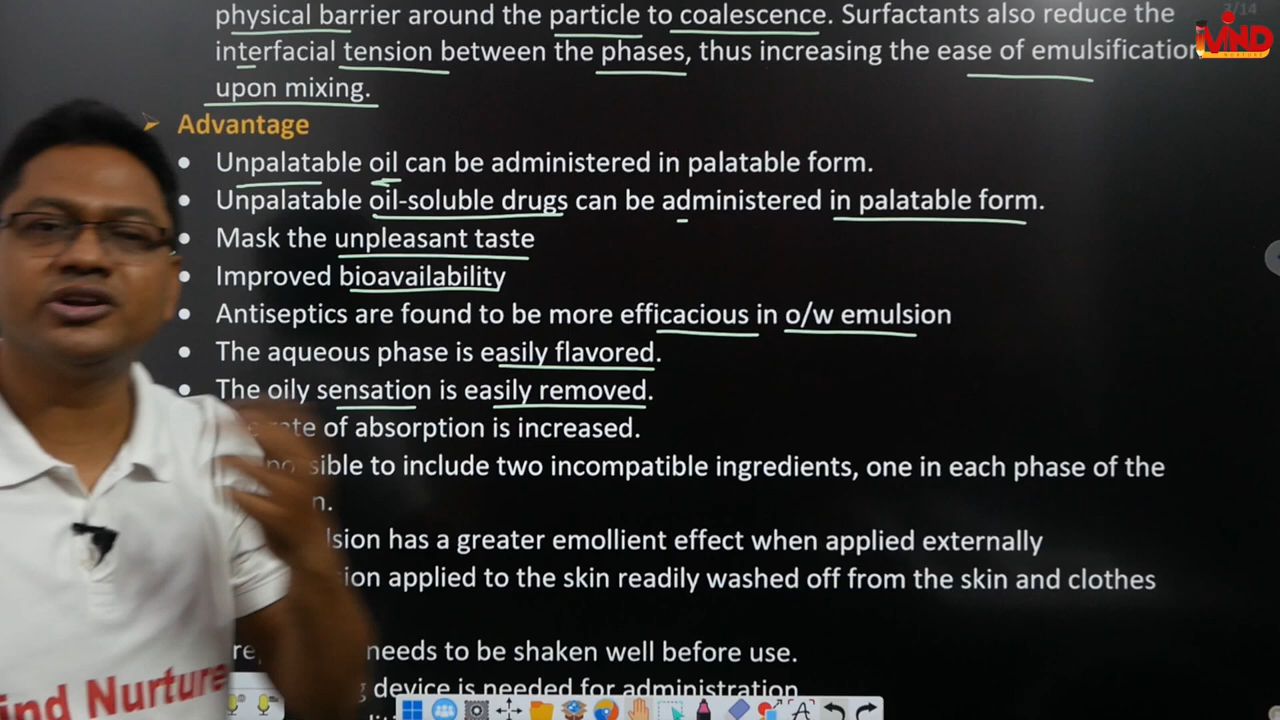 3/14
physical barrier around the particle to coalescence. Surfactants also reduce the
interfacial tension between the phases, thus increasing the ease of emulsification
upon mixing.
Advantage
Unpalatable oil can be administered in palatable form.
Unpalatable oil-soluble drugs can be administered in palatable form.
Mask the unpleasant taste
Improved bioavailability
Antiseptics are found to be more efficacious in o/w emulsion
The aqueous phase is easily flavored.
The oily sensation is easily removed.
rate of absorption is increased.
to include two incompatible ingredients, one in each phase of the
has a greater emollient effect when applied externally
applied to the skin readily washed off from the skin and clothes
needs to be shaken well before use.
device is needed for administration
MIND
Nurture